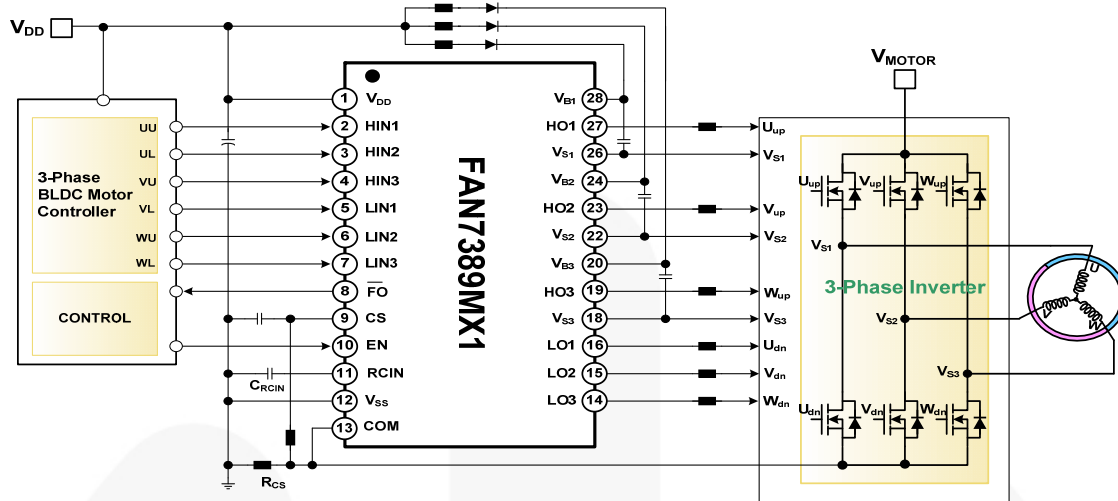 VDD
3-Phase
BLDC Motor
Controller
UU
UL
VU
VL
WU
WL
CONTROL
1 VDD
2 HIN1
3 HIN2
4 HIN3
5 LIN1
6 LIN2
7 LIN3
8 FO
9 CS
10 EN
11 RCIN
12 VSS
13 COM
CRCIN
RCS
FAN7389MX1
VB1 28
HO1 27
VS1 26
VB2 24
HO2 23
VS2 22
VB3 20
HO3 19
VS3 18
LO1 16
LO2 15
LO3 14
VMOTOR
Uup
VS1
Vup
VS2
Wup
VS3
Udn
Vdn
Wdn
Uup Vup Wup
VS1
3-Phase Inverter
VS2
VS3
Udn Vdn Wdn
U
V
W